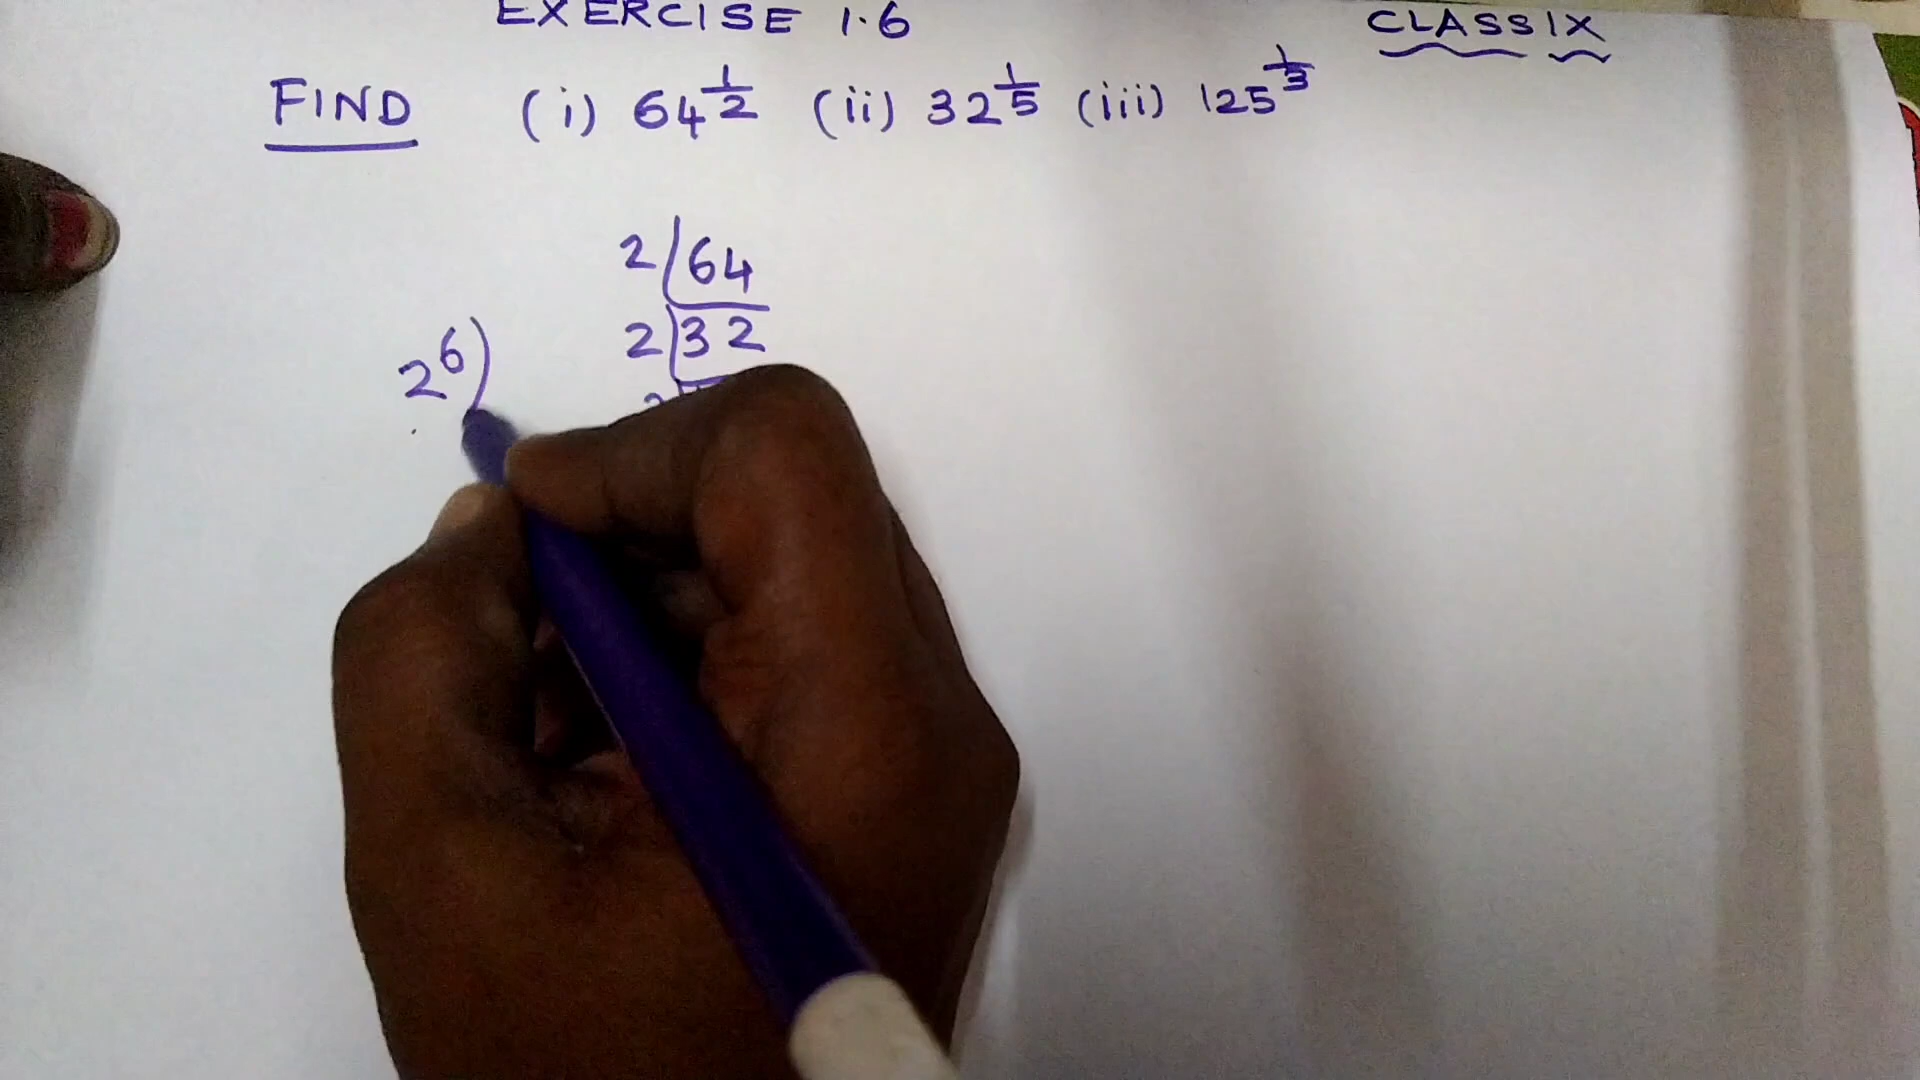 EXERCISE 1.6
CLASS IX
FIND (i) 64^1/2 (ii) 32^1/5 (iii) 125^1/3
2 64
2 32
2
2^6)